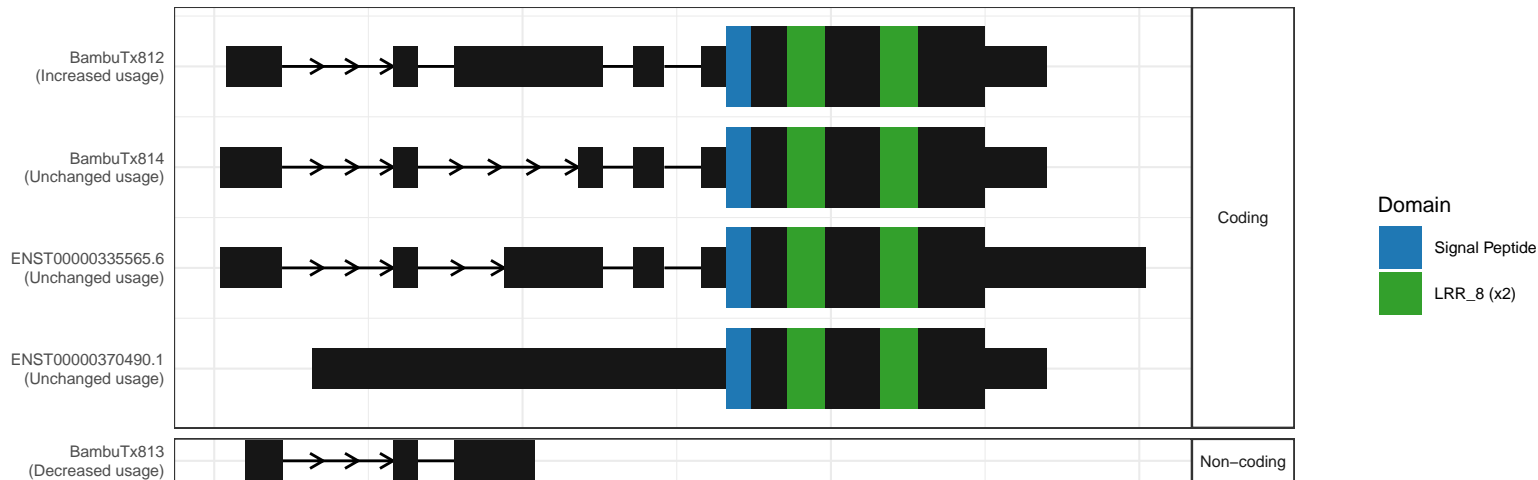 BambuTx812
(Increased usage)
BambuTx814
(Unchanged usage)
ENST00000335565.6
(Unchanged usage)
ENST00000370490.1
(Unchanged usage)
Coding
BambuTx813
(Decreased usage)
Non−coding
Domain
Signal Peptide
LRR_8 (x2)